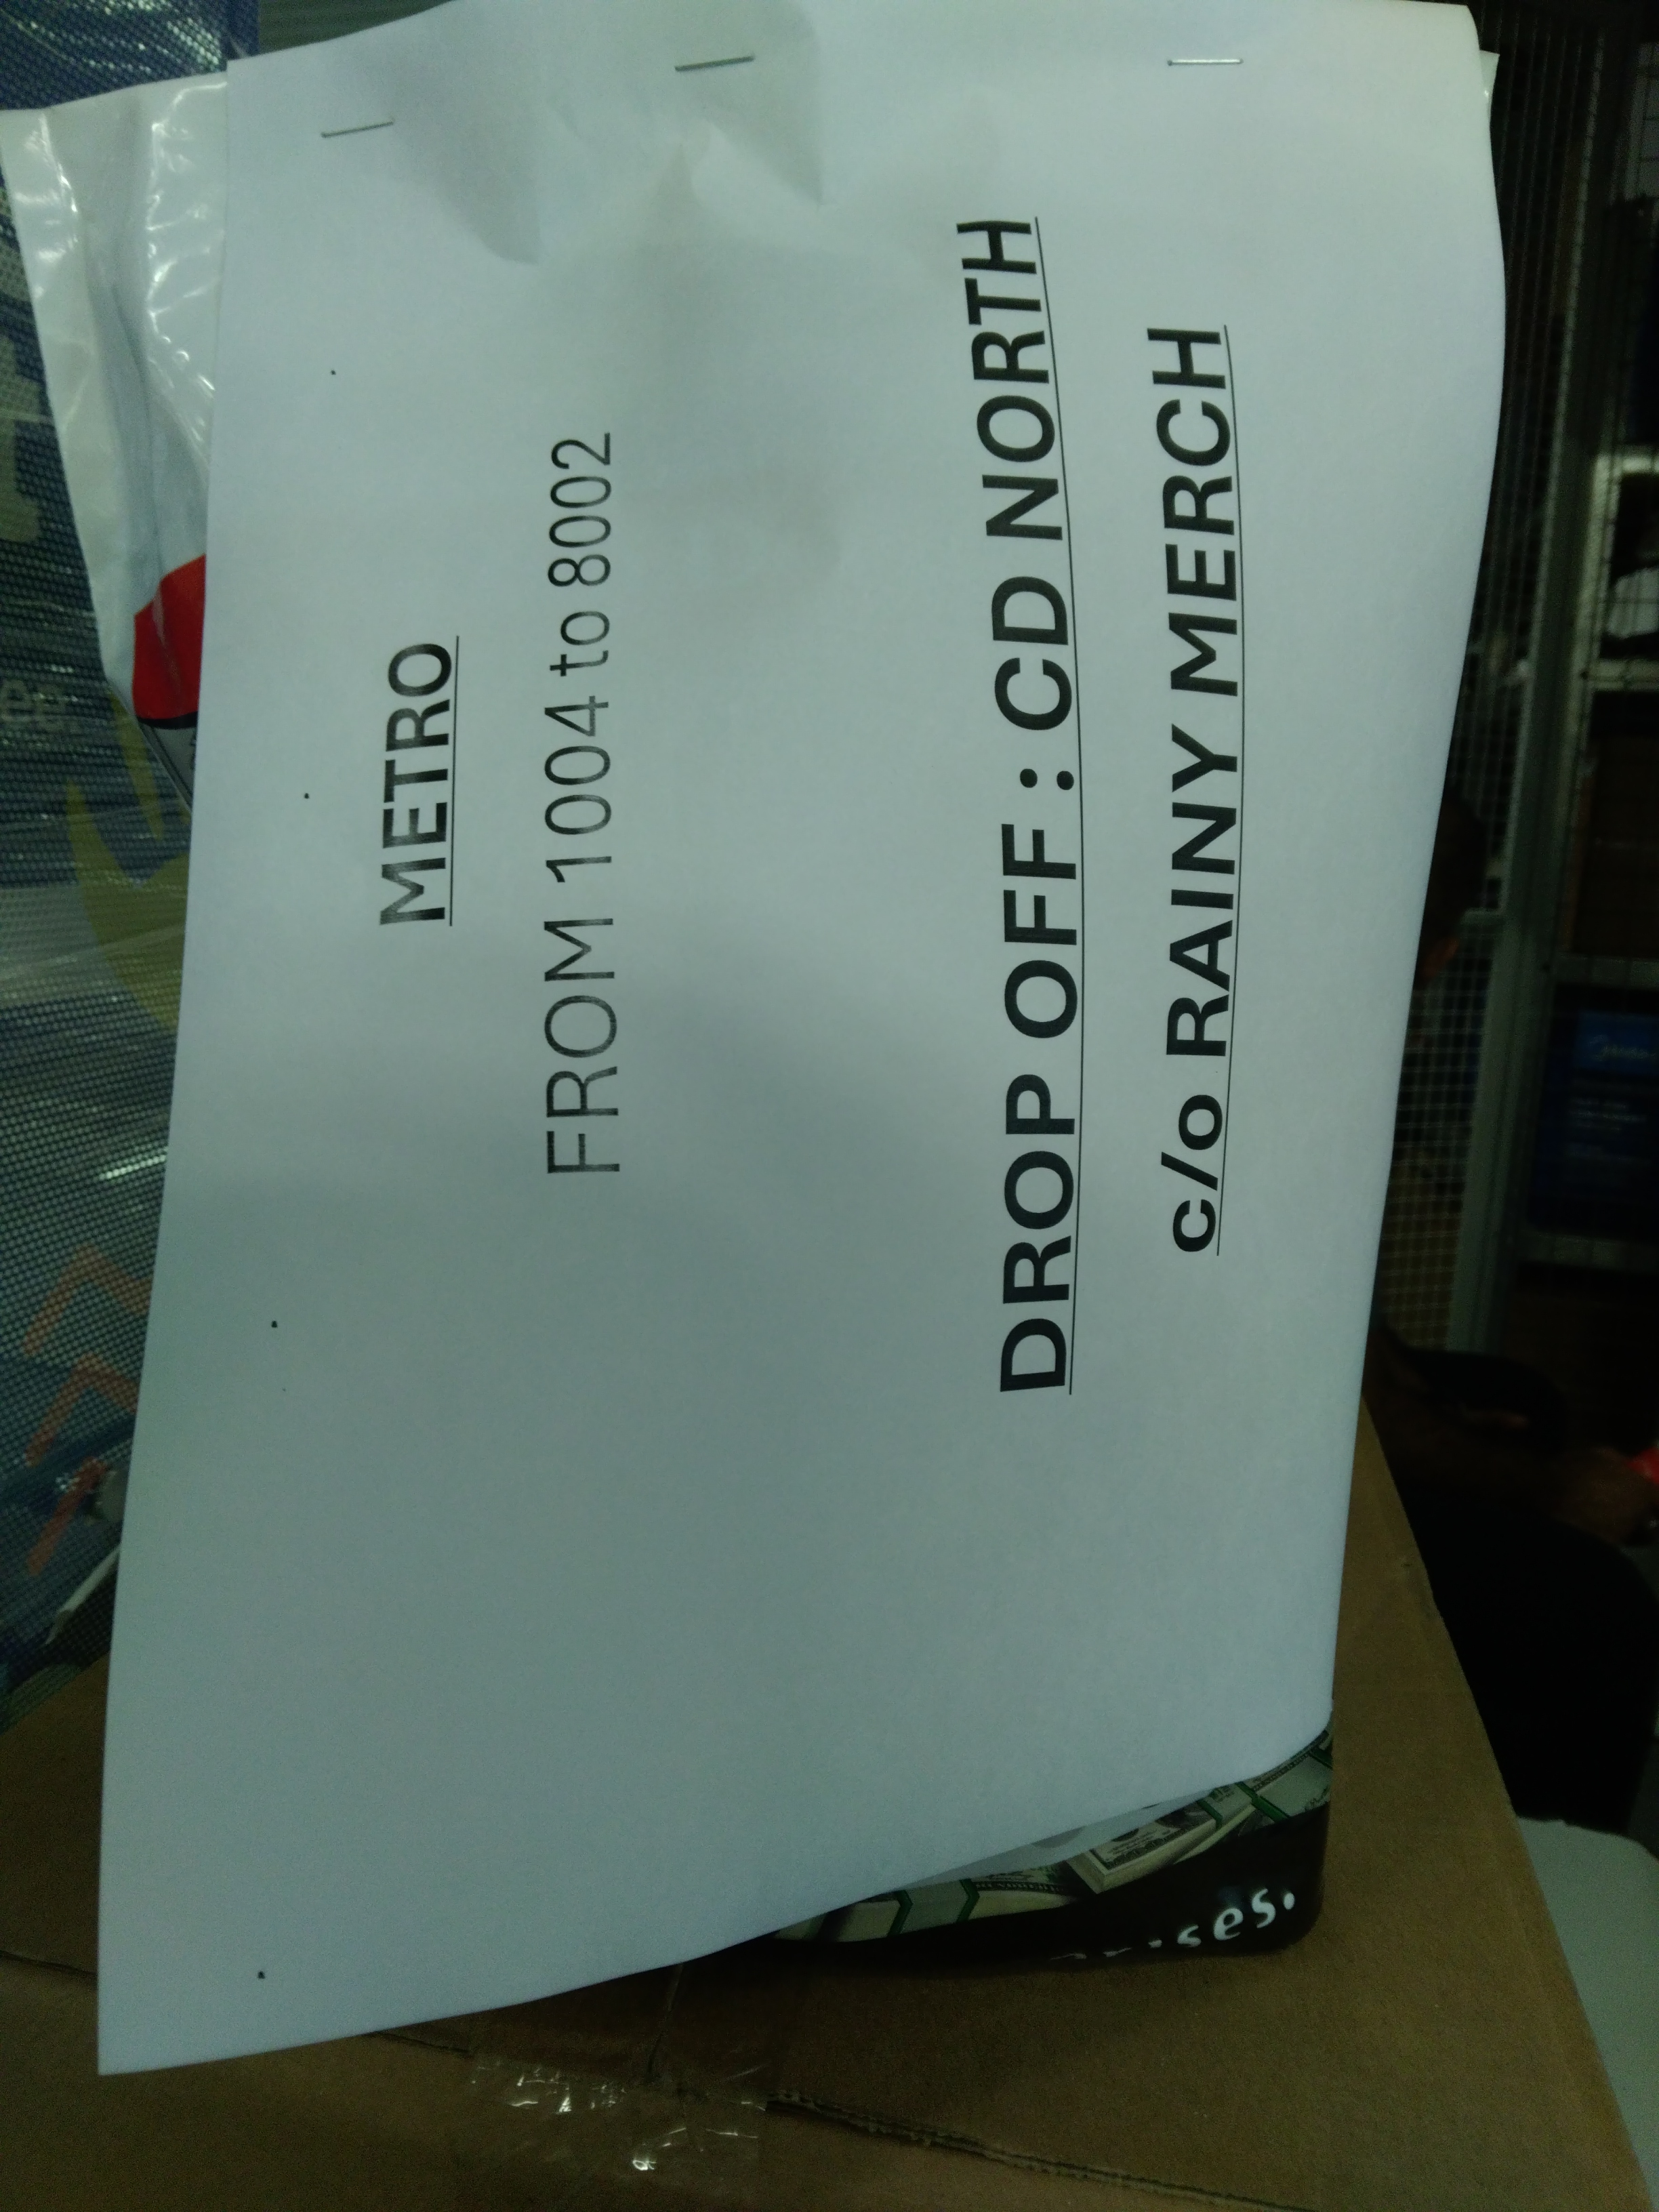 METRO
FROM 1004 to 8002
DROP OFF : CD NORTH
c/o RAINY MERCH